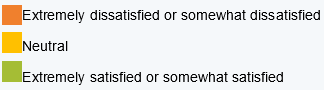 Extremely dissatisfied or somewhat dissatisfied
Neutral
Extremely satisfied or somewhat satisfied